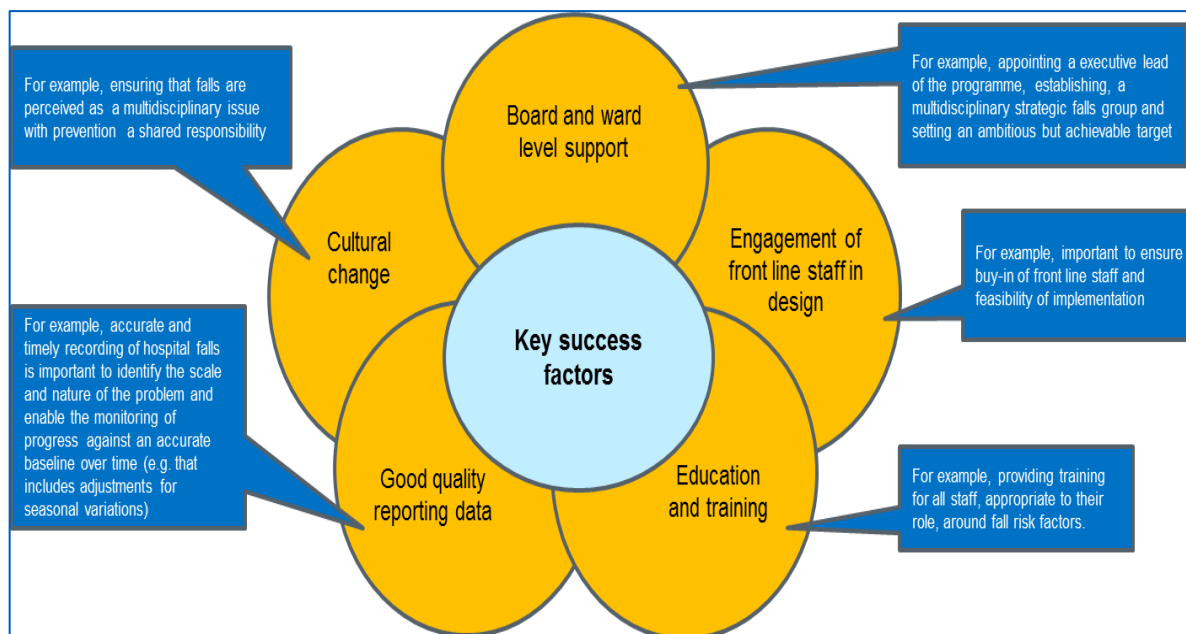 For example, ensuring that falls are
perceived as a multidisciplinary issue
with prevention a shared responsibility
Board and ward
level support
For example, appointing a executive lead
of the programme, establishing, a
multidisciplinary strategic falls group and
setting an ambitious but achievable target
Cultural
change
Engagement of
front line staff in
design
For example, important to ensure
buy-in of front line staff and
feasibility of implementation
For example, accurate and
timely recording of hospital falls
is important to identify the scale
and nature of the problem and
enable the monitoring of
progress against an accurate
baseline over time (e.g. that
includes adjustments for
seasonal variations)
Key success
factors
Good quality
reporting data
Education
and training
For example, providing training
for all staff, appropriate to their
role, around fall risk factors.